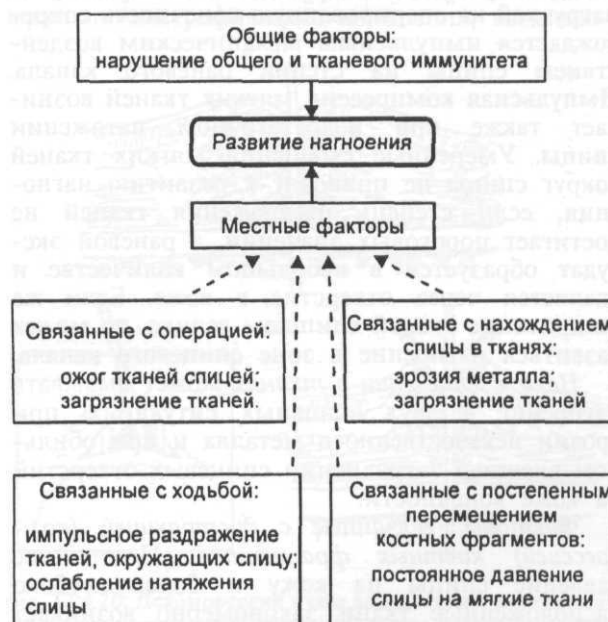 Общие факторы:
нарушение общего и тканевого иммунитета
Развитие нагноения
Местные факторы
Связанные с операцией:
ожог тканей спицей;
загрязнение тканей
Связанные с нахождением
спиц в тканях:
эрозия металла;
загрязнение тканей
Связанные с ходьбой:
импульсное раздражение
тканей, окружающих спицу;
ослабление натяжения
спицы
Связанные с постепенным
перемещением
костных фрагментов:
постоянное давление
спицы на мягкие ткани